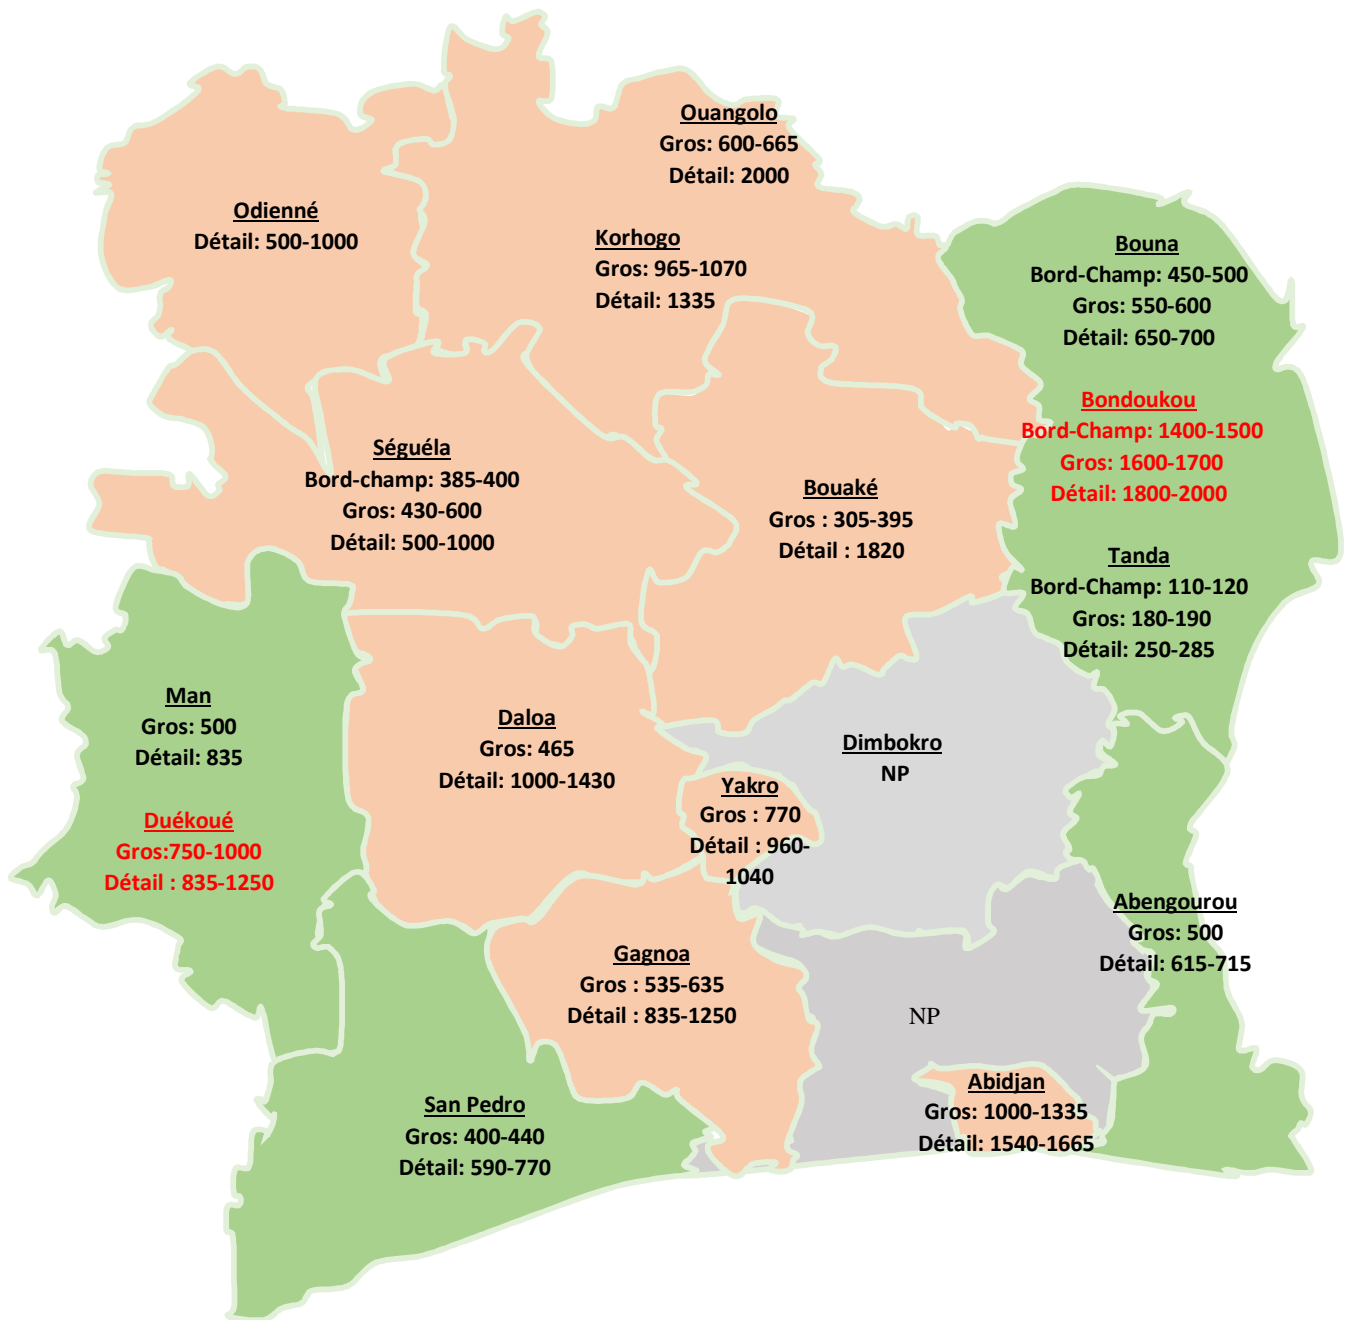 Ouangolo
Gros: 600-665
Détail: 2000
Odienné
Détail: 500-1000
Korhogo
Gros: 965-1070
Détail: 1335
Bouna
Bord-Champ: 450-500
Gros: 550-600
Détail: 650-700
Bondoukou
Bord-Champ: 1400-1500
Gros: 1600-1700
Détail: 1800-2000
Séguéla
Bord-champ: 385-400
Gros: 430-600
Détail: 500-1000
Bouaké
Gros : 305-395
Détail : 1820
Tanda
Bord-Champ: 110-120
Gros: 180-190
Détail: 250-285
Man
Gros: 500
Détail: 835
Daloa
Gros: 465
Détail: 1000-1430
Dimbokro
NP
Yakro
Gros : 770
Détail : 960-
1040
Duékoué
Gros:750-1000
Détail : 835-1250
Abengourou
Gros: 500
Détail: 615-715
Gagnoa
Gros : 535-635
Détail : 835-1250
NP
Abidjan
Gros: 1000-1335
Détail: 1540-1665
San Pedro
Gros: 400-440
Détail: 590-770